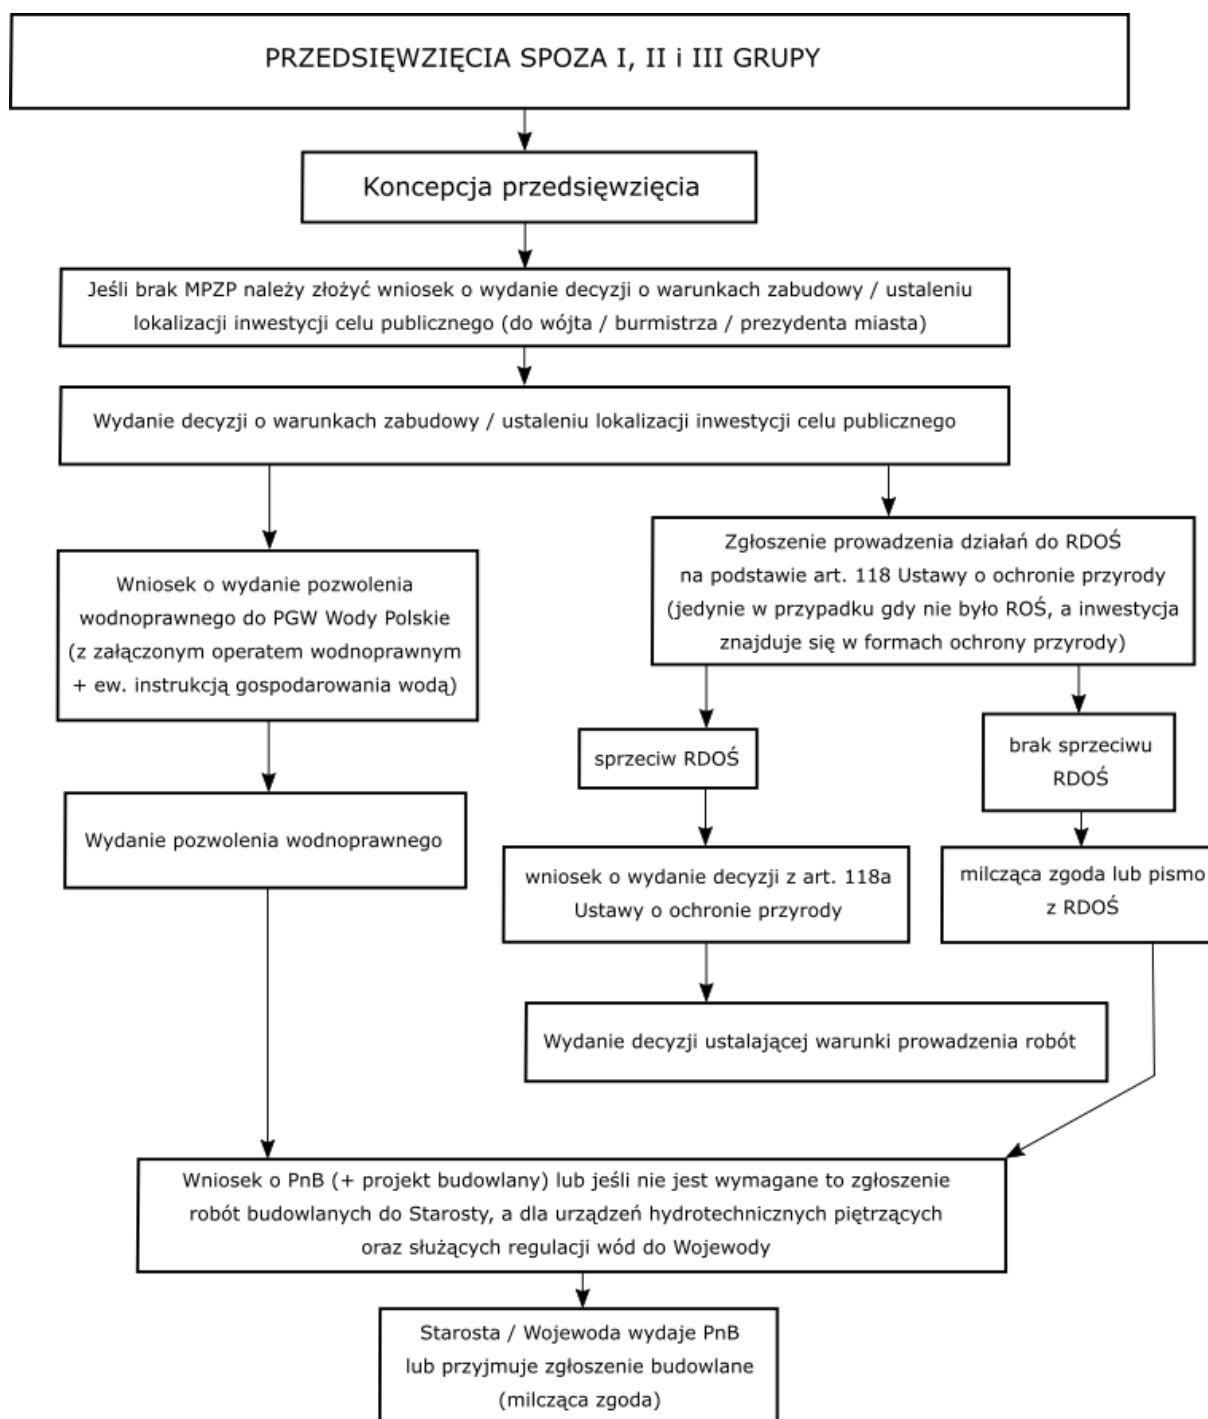 PRZEDSIĘWZIĘCIA SPOZA I, II i III GRUPY
Koncepcja przedsięwzięcia
Jeśli brak MPZP należy złożyć wniosek o wydanie decyzji o warunkach zabudowy / ustaleniu
lokalizacji inwestycji celu publicznego (do wójta / burmistrza / prezydenta miasta)
Wydanie decyzji o warunkach zabudowy / ustaleniu lokalizacji inwestycji celu publicznego
Wniosek o wydanie pozwolenia
wodnoprawnego do PGW Wody Polskie
(z załączonym operatem wodnoprawnym
+ ew. instrukcją gospodarowania wodą)
Wydanie pozwolenia wodnoprawnego
Zgłoszenie prowadzenia działań do RDOŚ
na podstawie art. 118 Ustawy o ochronie przyrody
(jedynie w przypadku gdy nie było ROŚ, a inwestycja
znajduje się w formach ochrony przyrody)
sprzeciw RDOŚ
brak sprzeciwu
RDOŚ
wniosek o wydanie decyzji z art. 118a
Ustawy o ochronie przyrody
milcząca zgoda lub pismo
z RDOŚ
Wydanie decyzji ustalającej warunki prowadzenia robót
Wniosek o PnB (+ projekt budowlany) lub jeśli nie jest wymagane to zgłoszenie
robót budowlanych do Starosty, a dla urządzeń hydrotechnicznych piętrzących
oraz służących regulacji wód do Wojewody
Starosta / Wojewoda wydaje PnB
lub przyjmuje zgłoszenie budowlane
(milcząca zgoda)